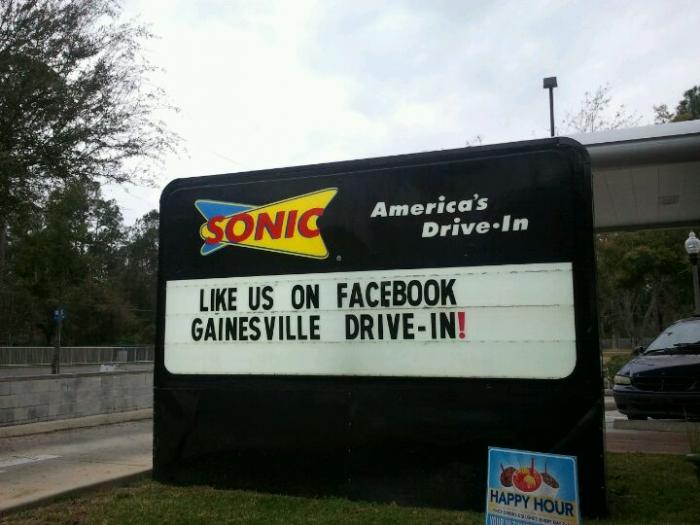 SONIC
America's
Drive-In
LIKE US ON FACEBOOK
GAINESVILLE DRIVE-IN!
HAPPY HOUR